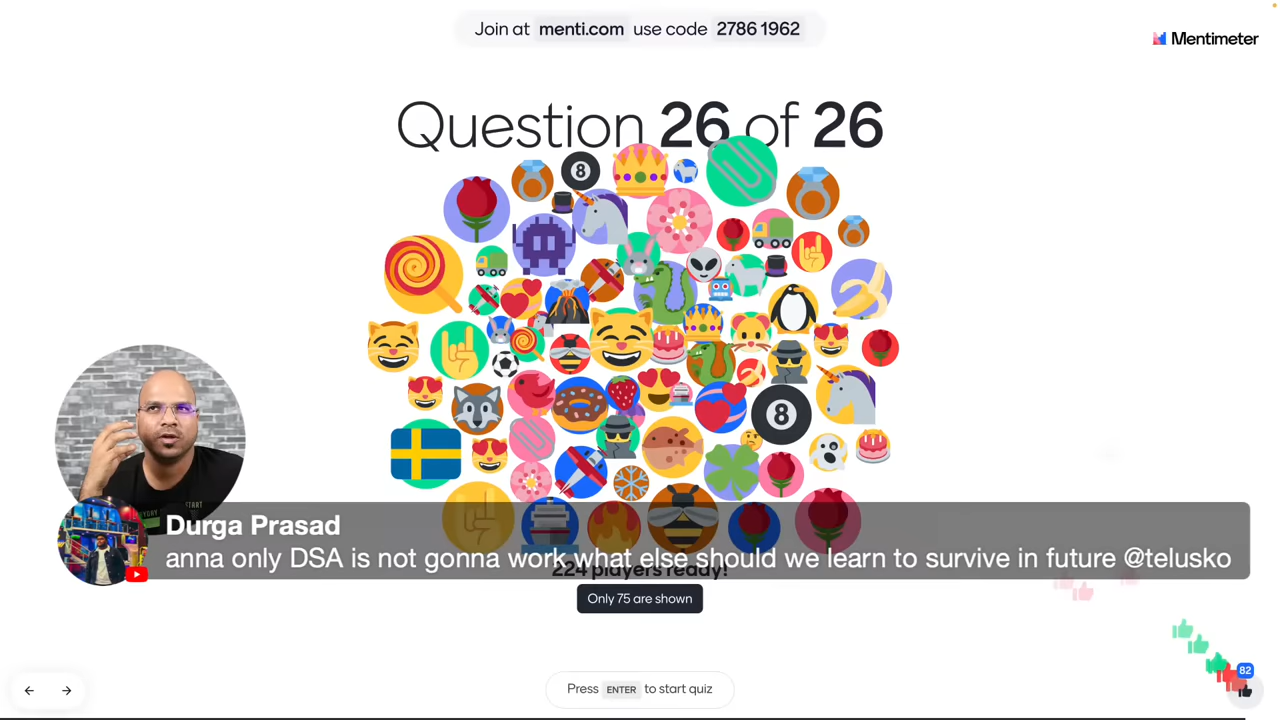 Join at menti.com use code 2786 1962
Mentimeter
Question 26 of 26
8
8
Durga Prasad
anna only DSA is not gonna work what else should we learn to survive in future @telusko
224 players ready!
Only 75 are shown
82
Press ENTER to start quiz